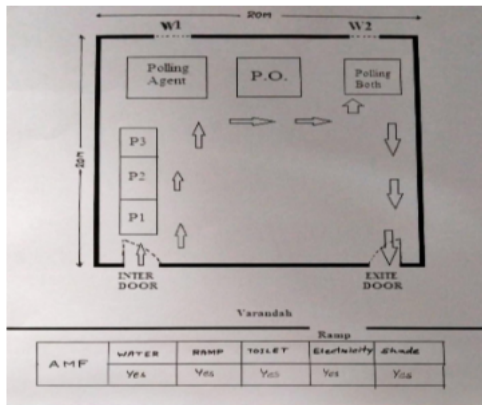 20m
W1 W2
Polling Agent
P.O.
Polling Both
20m
P3
P2
P1
INTER DOOR
EXITE DOOR
Varandah
Ramp
AMF WATER RAMP TOILET Electricity Shade
Yes Yes Yes Yes Yes